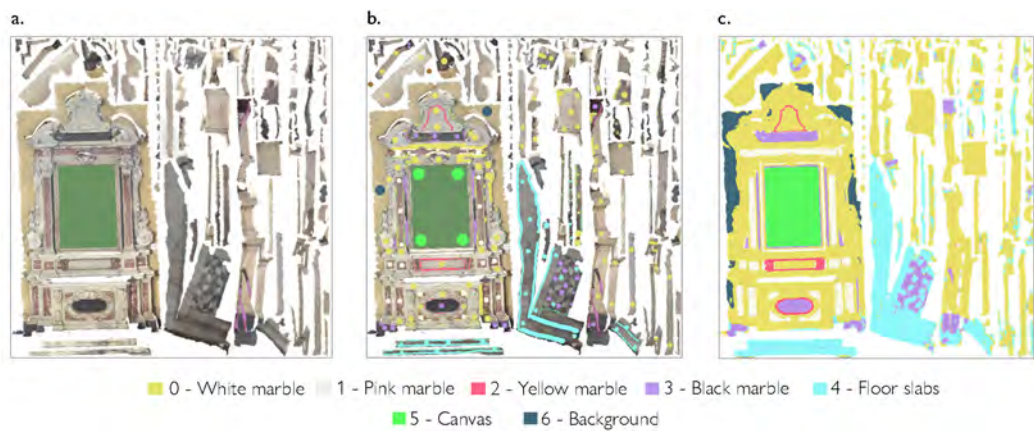 a. b. c.
0 - White marble 1 - Pink marble 2 - Yellow marble 3 - Black marble 4 - Floor slabs
5 - Canvas 6 - Background